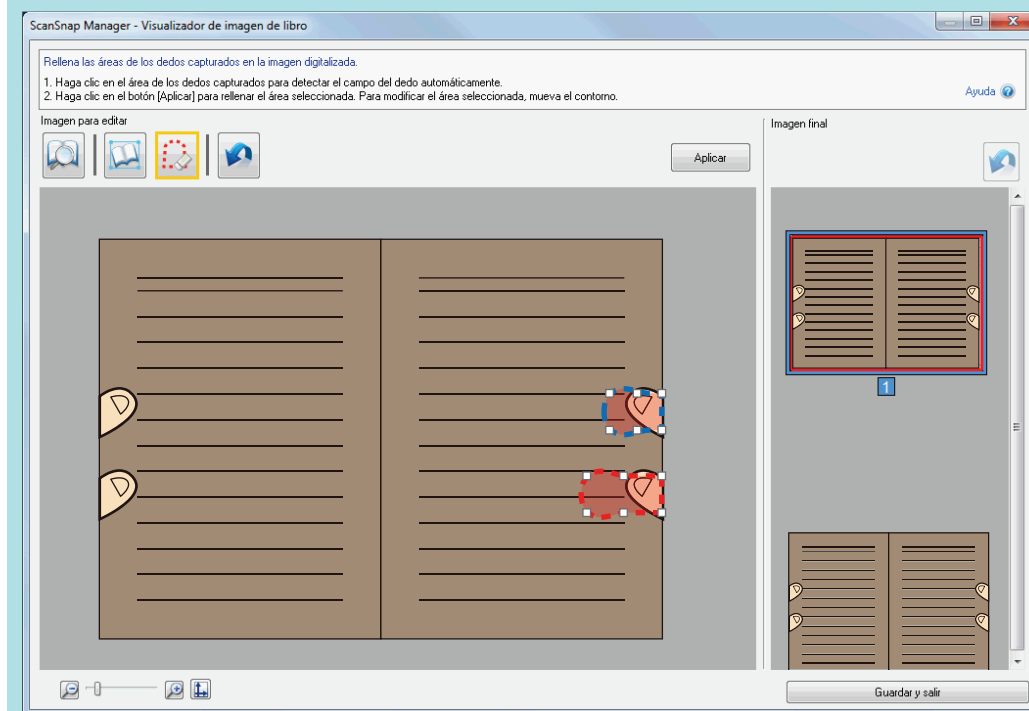 ScanSnap Manager - Visualizador de imagen de libro
Rellena las áreas de los dedos capturados en la imagen digitalizada.
1. Haga clic en el área de los dedos capturados para detectar el campo del dedo automáticamente.
2. Haga clic en el botón [Aplicar] para rellenar el área seleccionada. Para modificar el área seleccionada, mueva el contorno.
Ayuda
Imagen para editar
Imagen final
Aplicar
1
Guardar y salir